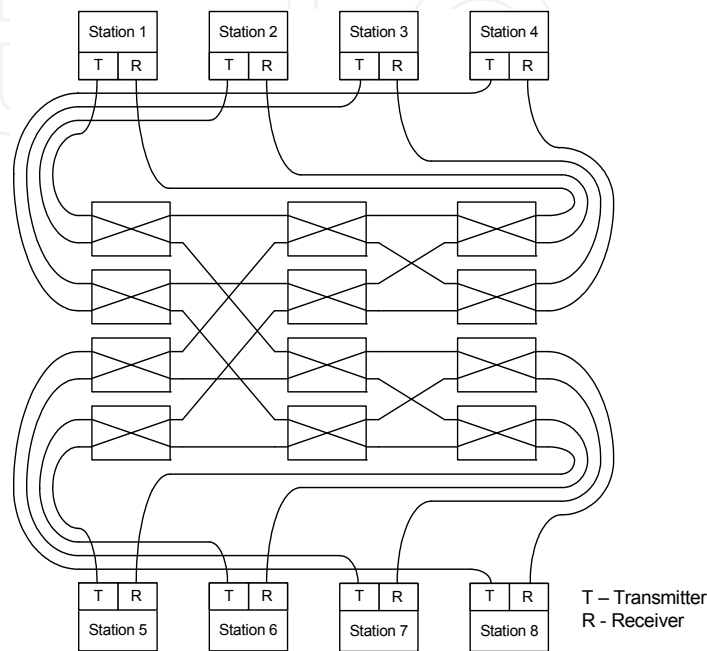 Station 1
Station 2
Station 3
Station 4
T R
T R
T R
T R
T R
T R
T R
T R
Station 5
Station 6
Station 7
Station 8
T – Transmitter
R - Receiver